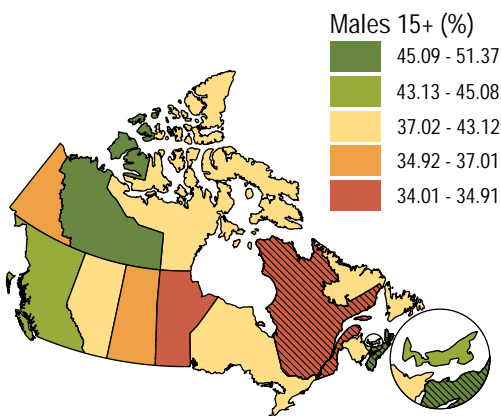 Males 15+ (%)
45.09 - 51.37
43.13 - 45.08
37.02 - 43.12
34.92 - 37.01
34.01 - 34.91